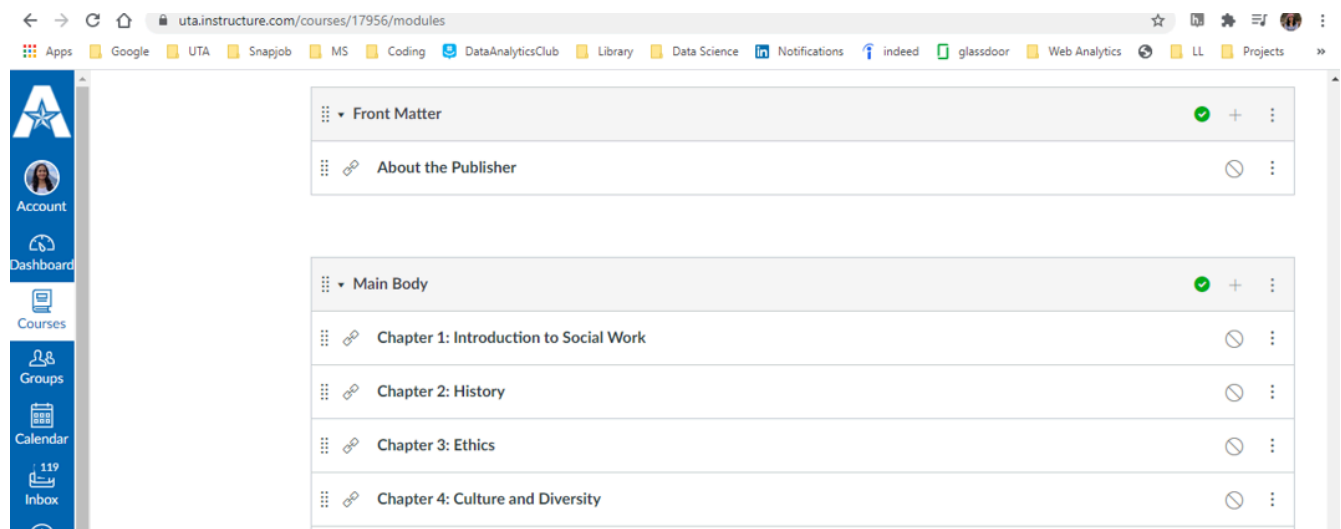 uta.instructure.com/courses/17956/modules
Apps Google UTA Snapjob MS Coding DataAnalyticsClub Library Data Science Notifications indeed glassdoor Web Analytics LL Projects »
Front Matter
About the Publisher
Account
Dashboard
Main Body
Courses
Chapter 1: Introduction to Social Work
Groups
Chapter 2: History
Calendar
Chapter 3: Ethics
119
Inbox
Chapter 4: Culture and Diversity